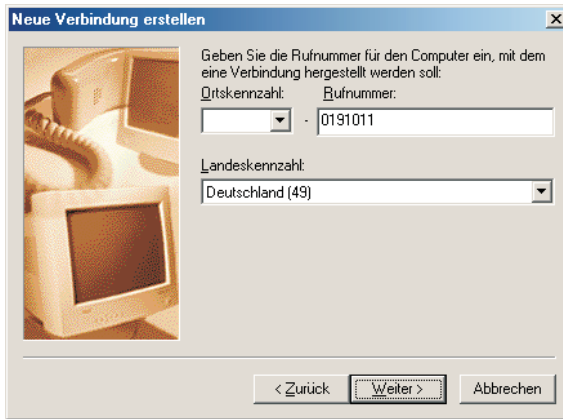 Neue Verbindung erstellen
Geben Sie die Rufnummer für den Computer ein, mit dem
eine Verbindung hergestellt werden soll:
Ortskennzahl: Rufnummer:
- 0191011
Landeskennzahl:
Deutschland (49)
< Zurück Weiter > Abbrechen